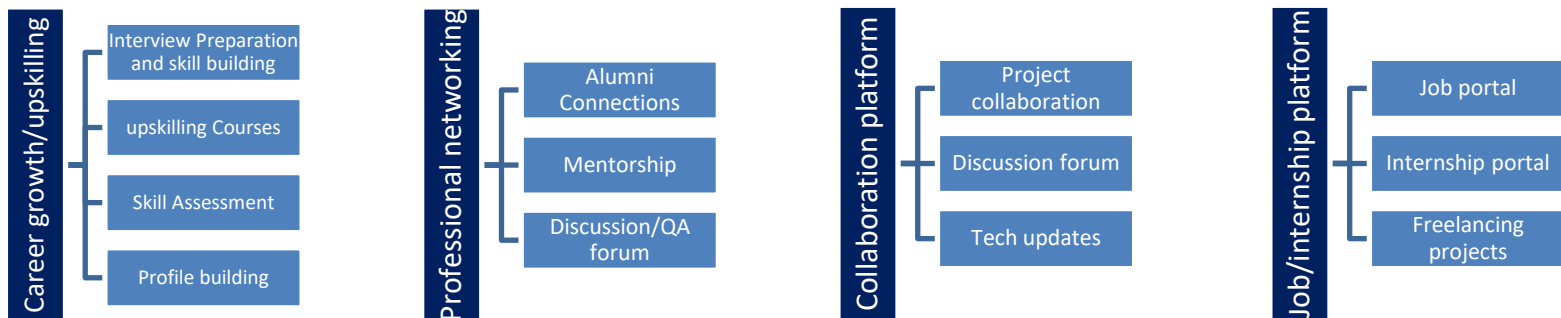 Career growth/upskilling
Interview Preparation
and skill building
upskilling Courses
Skill Assessment
Profile building
Professional networking
Alumni
Connections
Mentorship
Discussion/QA
forum
Collaboration platform
Project
collaboration
Discussion forum
Tech updates
Job/internship platform
Job portal
Internship portal
Freelancing
projects